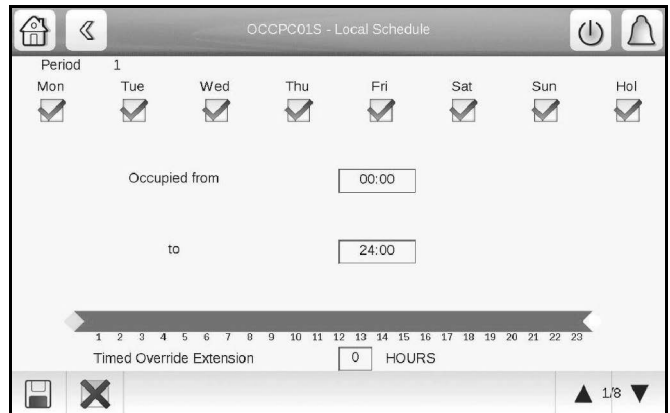 OCCPC01S - Local Schedule
Period 1
Mon Tue Wed Thu Fri Sat Sun Hol
Occupied from 00:00
to 24:00
1 2 3 4 5 6 7 8 9 10 11 12 13 14 15 16 17 18 19 20 21 22 23
Timed Override Extension 0 HOURS
1/8